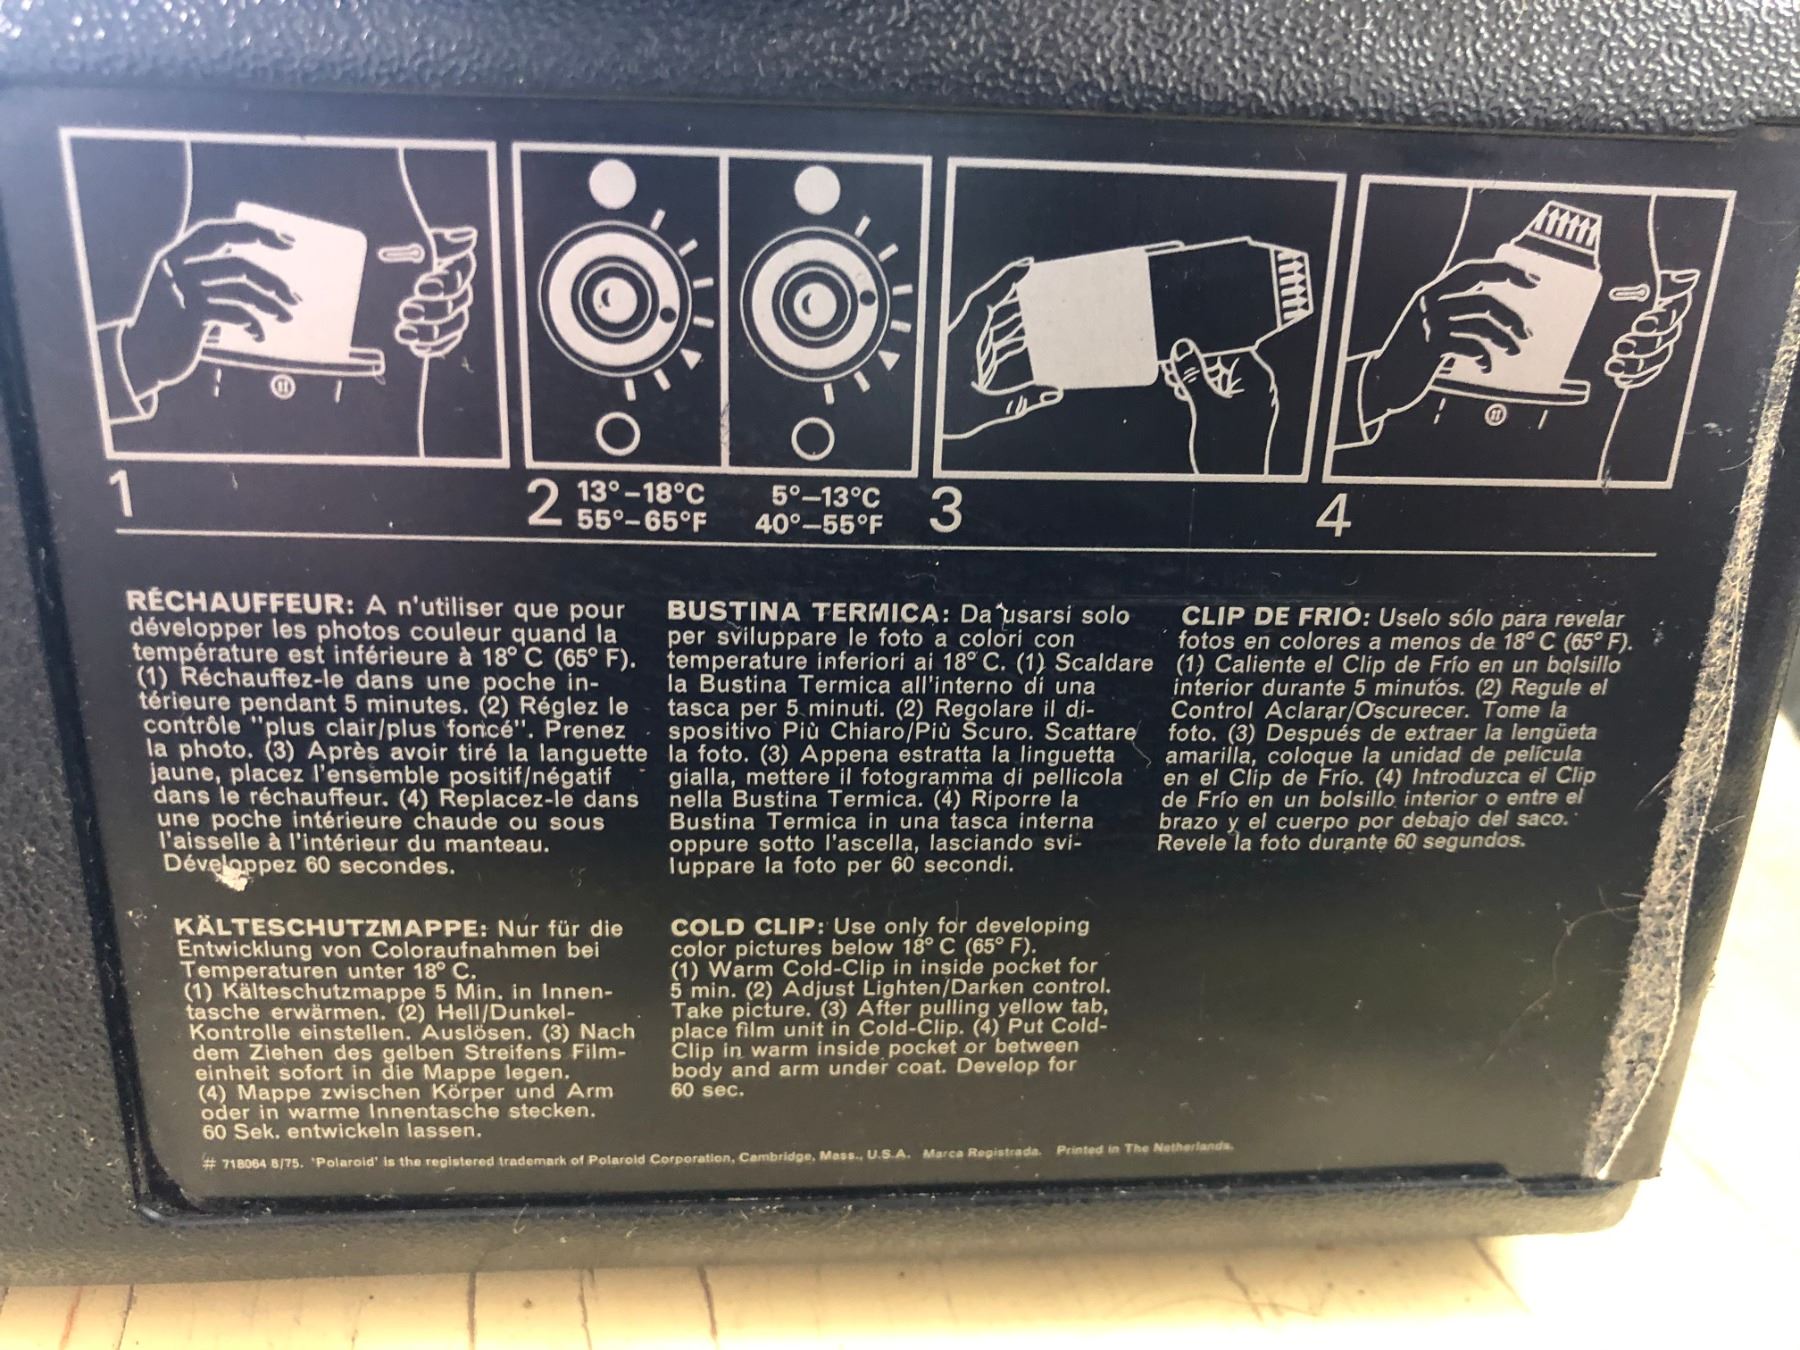 1
2
13°–18°C
55°–65°F
5°–13°C
40°–55°F
3
4
RÉCHAUFFEUR: A n'utiliser que pour
développer les photos couleur quand la
température est inférieure à 18° C (65° F).
(1) Réchauffez-le dans une poche in-
térieure pendant 5 minutes. (2) Réglez le
contrôle "plus clair/plus foncé". Prenez
la photo. (3) Après avoir tiré la languette
jaune, placez l'ensemble positif/négatif
dans le réchauffeur. (4) Replacez-le dans
une poche intérieure chaude ou sous
l'aisselle à l'intérieur du manteau.
Développez 60 secondes.
BUSTINA TERMICA: Da usarsi solo
per sviluppare le foto a colori con
temperature inferiori ai 18° C. (1) Scaldare
la Bustina Termica all'interno di una
tasca per 5 minuti. (2) Regolare il di-
spositivo Più Chiaro/Più Scuro. Scattare
la foto. (3) Appena estratta la linguetta
gialla, mettere il fotogramma di pellicola
nella Bustina Termica. (4) Riporre la
Bustina Termica in una tasca interna
oppure sotto l'ascella, lasciando svi-
luppare la foto per 60 secondi.
CLIP DE FRIO: Uselo sólo para revelar
fotos en colores a menos de 18° C (65° F).
(1) Caliente el Clip de Frío en un bolsillo
interior durante 5 minutos. (2) Regule el
Control Aclarar/Oscurecer. Tome la
foto. (3) Después de extraer la lengüeta
amarilla, coloque la unidad de película
en el Clip de Frío. (4) Introduzca el Clip
de Frío en un bolsillo interior o entre el
brazo y el cuerpo por debajo del saco.
Revele la foto durante 60 segundos.
KÄLTESCHUTZMAPPE: Nur für die
Entwicklung von Coloraufnahmen bei
Temperaturen unter 18° C.
(1) Kälteschutzmappe 5 Min. in Innen-
tasche erwärmen. (2) Hell/Dunkel-
Kontrolle einstellen. Auslösen. (3) Nach
dem Ziehen des gelben Streifens Film-
einheit sofort in die Mappe legen.
(4) Mappe zwischen Körper und Arm
oder in warme Innentasche stecken.
60 Sek. entwickeln lassen.
COLD CLIP: Use only for developing
color pictures below 18° C (65° F).
(1) Warm Cold-Clip in inside pocket for
5 min. (2) Adjust Lighten/Darken control.
Take picture. (3) After pulling yellow tab,
place film unit in Cold-Clip. (4) Put Cold-
Clip in warm inside pocket or between
body and arm under coat. Develop for
60 sec.
# 718064 8/75. 'Polaroid' is the registered trademark of Polaroid Corporation, Cambridge, Mass., U.S.A. Marca Registrada. Printed in The Netherlands.